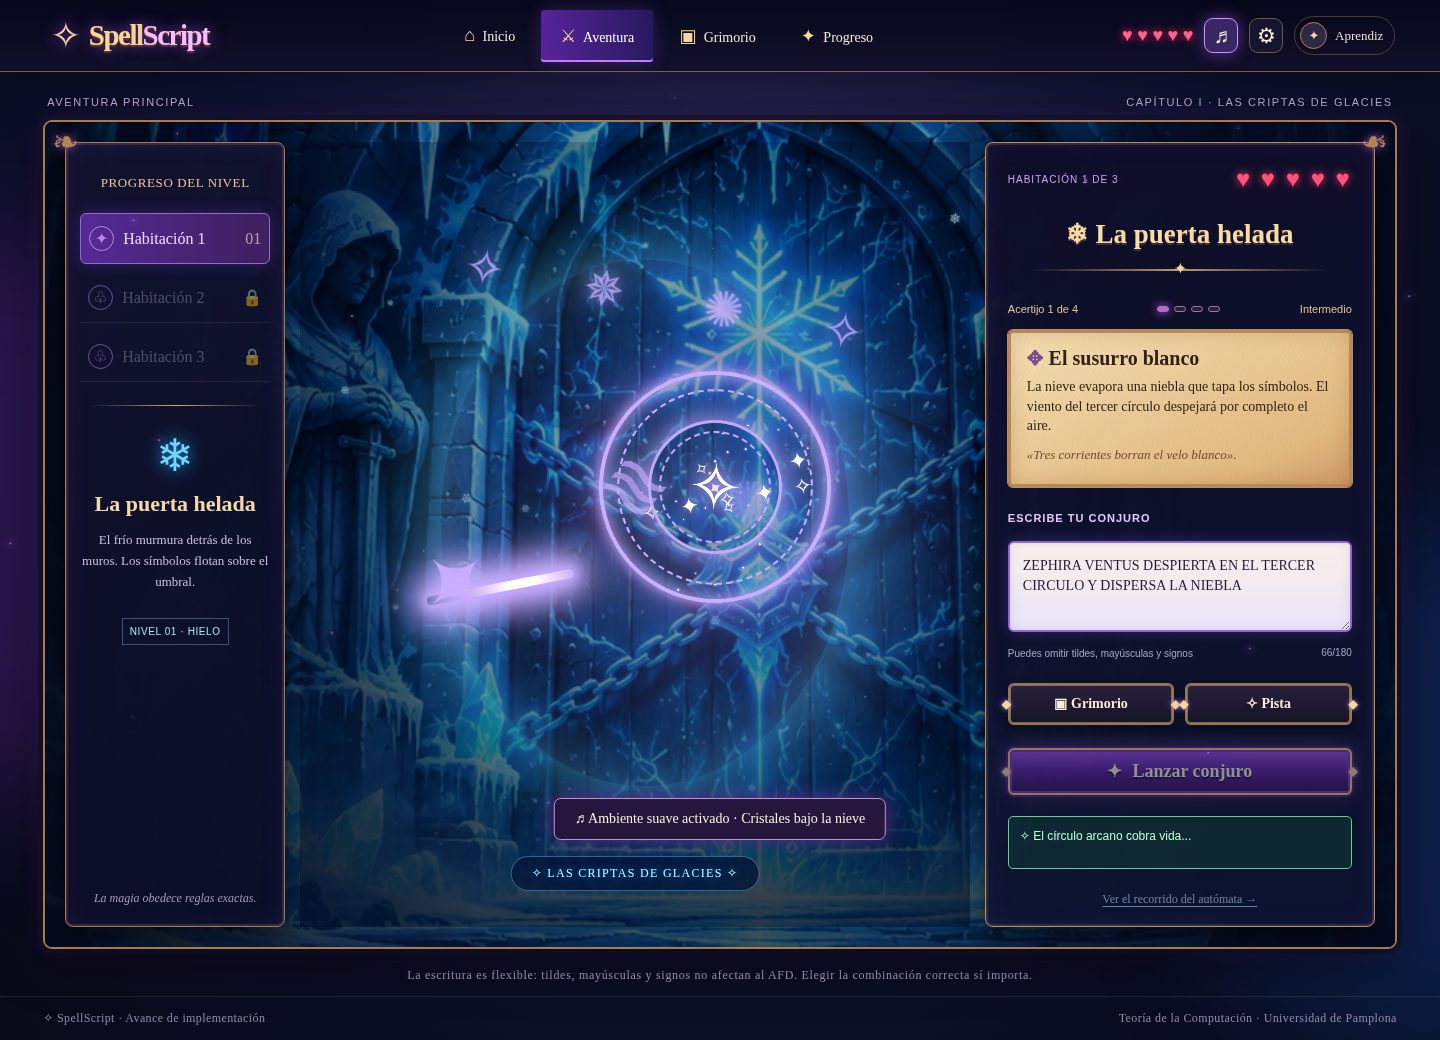 ✧ SpellScript
⌂ Inicio
⚔ Aventura
▣ Grimorio
✦ Progreso
♥ ♥ ♥ ♥ ♥
♬
⚙
✦ Aprendiz
AVENTURA PRINCIPAL
CAPÍTULO I · LAS CRIPTAS DE GLACIES
PROGRESO DEL NIVEL
✦ Habitación 1 01
♧ Habitación 2 🔒
♧ Habitación 3 🔒
❄
La puerta helada
El frío murmura detrás de los
muros. Los símbolos flotan sobre el
umbral.
NIVEL 01 · HIELO
La magia obedece reglas exactas.
♬ Ambiente suave activado · Cristales bajo la nieve
✧ LAS CRIPTAS DE GLACIES ✧
HABITACIÓN 1 DE 3
♥ ♥ ♥ ♥ ♥
❄ La puerta helada
Acertijo 1 de 4
Intermedio
❖ El susurro blanco
La nieve evapora una niebla que tapa los símbolos. El
viento del tercer círculo despejará por completo el
aire.
«Tres corrientes borran el velo blanco».
ESCRIBE TU CONJURO
ZEPHIRA VENTUS DESPIERTA EN EL TERCER
CIRCULO Y DISPERSA LA NIEBLA
Puedes omitir tildes, mayúsculas y signos
66/180
▣ Grimorio
✧ Pista
✦ Lanzar conjuro
✧ El círculo arcano cobra vida...
Ver el recorrido del autómata →
La escritura es flexible: tildes, mayúsculas y signos no afectan al AFD. Elegir la combinación correcta sí importa.
✧ SpellScript · Avance de implementación
Teoría de la Computación · Universidad de Pamplona